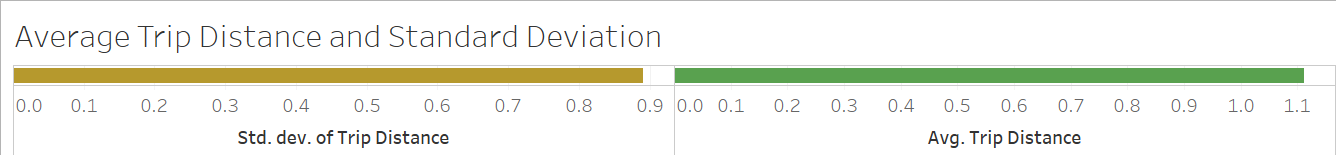 Average Trip Distance and Standard Deviation
0.0 0.1 0.2 0.3 0.4 0.5 0.6 0.7 0.8 0.9 0.0 0.1 0.2 0.3 0.4 0.5 0.6 0.7 0.8 0.9 1.0 1.1
Std. dev. of Trip Distance Avg. Trip Distance